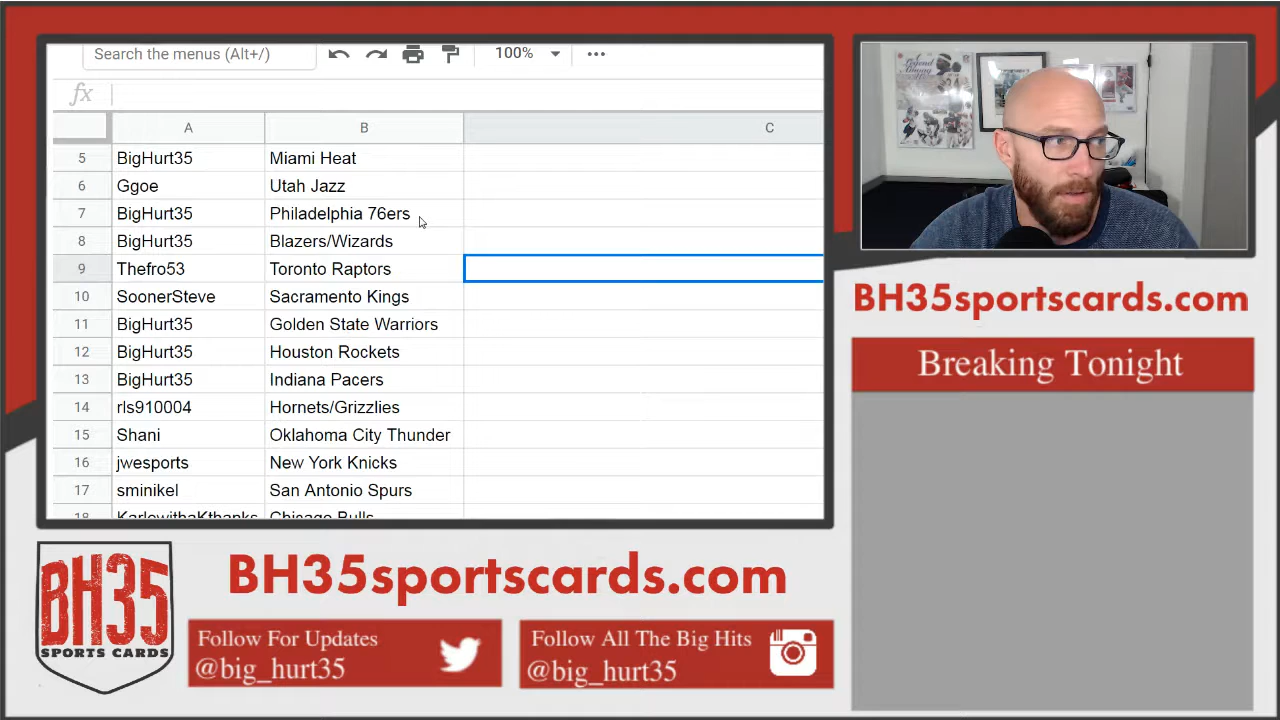 Search the menus (Alt+/)
100%
fx
A B C
5 BigHurt35 Miami Heat
6 Ggoe Utah Jazz
7 BigHurt35 Philadelphia 76ers
8 BigHurt35 Blazers/Wizards
9 Thefro53 Toronto Raptors
10 SoonerSteve Sacramento Kings
11 BigHurt35 Golden State Warriors
12 BigHurt35 Houston Rockets
13 BigHurt35 Indiana Pacers
14 rls910004 Hornets/Grizzlies
15 Shani Oklahoma City Thunder
16 jwesports New York Knicks
17 sminikel San Antonio Spurs
18 KarlewithaKthanks Chicago Bulls
BH35sportscards.com
Breaking Tonight
BH35
SPORTS CARDS
BH35sportscards.com
Follow For Updates
@big_hurt35
Follow All The Big Hits
@big_hurt35